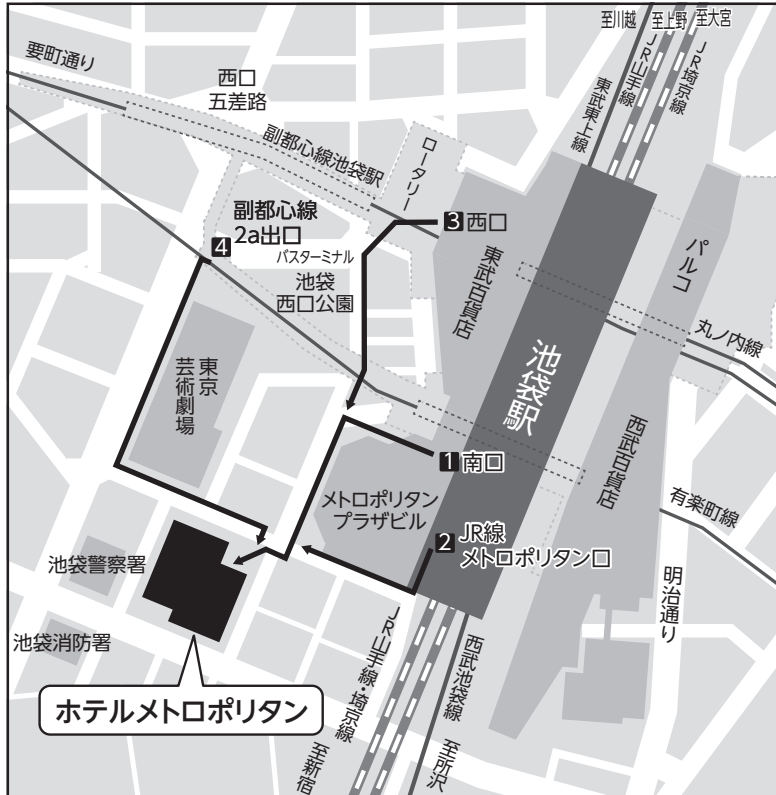 至川越
至上野
至大宮
JR山手線
JR埼京線
東武東上線
要町通り
西口
五差路
副都心線池袋駅
ロータリー
3 西口
副都心線
2a出口
4
バスターミナル
池袋
西口公園
東武百貨店
パルコ
丸ノ内線
池袋駅
東京
芸術劇場
1 南口
西武百貨店
メトロポリタン
プラザビル
有楽町線
2 JR線
メトロポリタン口
池袋警察署
明治通り
池袋消防署
ホテルメトロポリタン
JR山手線・埼京線
至新宿
西武池袋線
至所沢